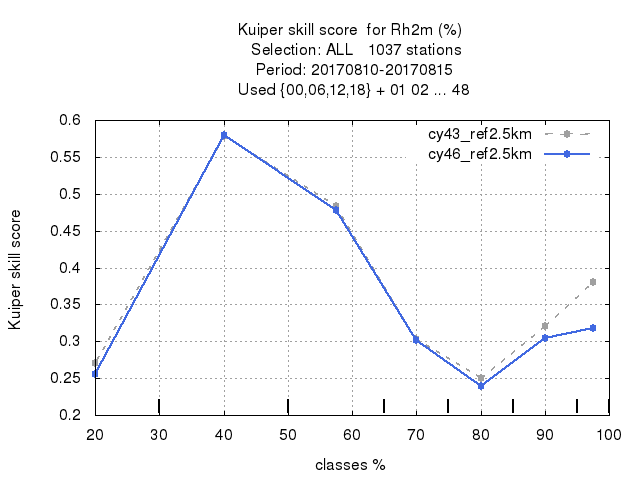 Kuiper skill score  for Rh2m (%)
Selection: ALL   1037 stations
Period: 20170810-20170815
Used {00,06,12,18} + 01 02 ... 48
cy43_ref2.5km
cy46_ref2.5km
Kuiper skill score
0.6
0.55
0.5
0.45
0.4
0.35
0.3
0.25
0.2
20 30 40 50 60 70 80 90 100
classes %